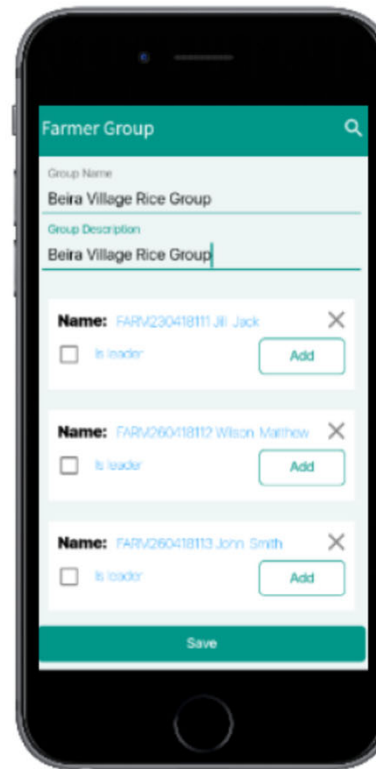 Farmer Group
Group Name
Beira Village Rice Group
Group Description
Beira Village Rice Group
Name: FARM230418111 Jill Jack
Is leader
Add
Name: FARM260418112 Wilson Matthew
Is leader
Add
Name: FARM260418113 John Smith
Is leader
Add
Save